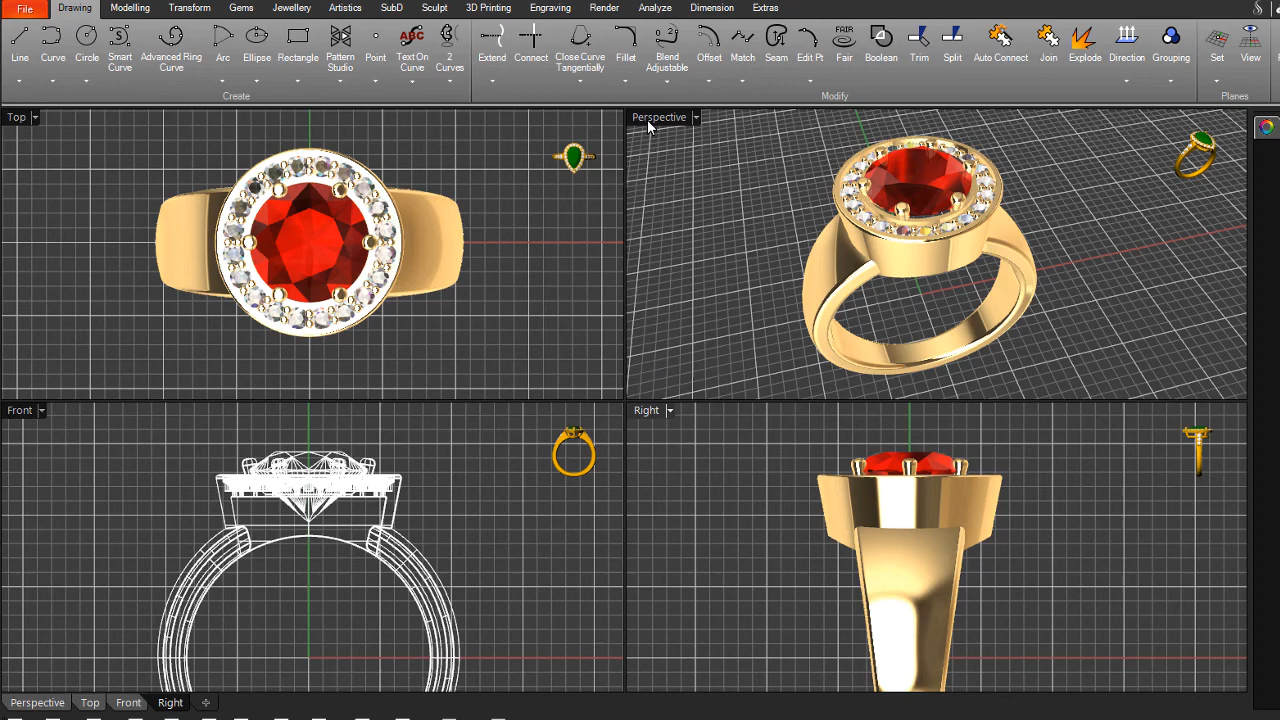 File Drawing Modelling Transform Gems Jewellery Artistics SubD Sculpt 3D Printing Engraving Render Analyze Dimension Extras
ABC FAIR
Line Curve Circle Smart Curve Advanced Ring Curve Arc Ellipse Rectangle Pattern Studio Point Text On Curve 2 Curves Extend Connect Close Curve Tangentially Fillet Blend Adjustable Offset Match Seam Edit Pt Fair Boolean Trim Split Auto Connect Join Explode Direction Grouping Set View
Create Modify Planes
Top Perspective
Front Right
Perspective Top Front Right